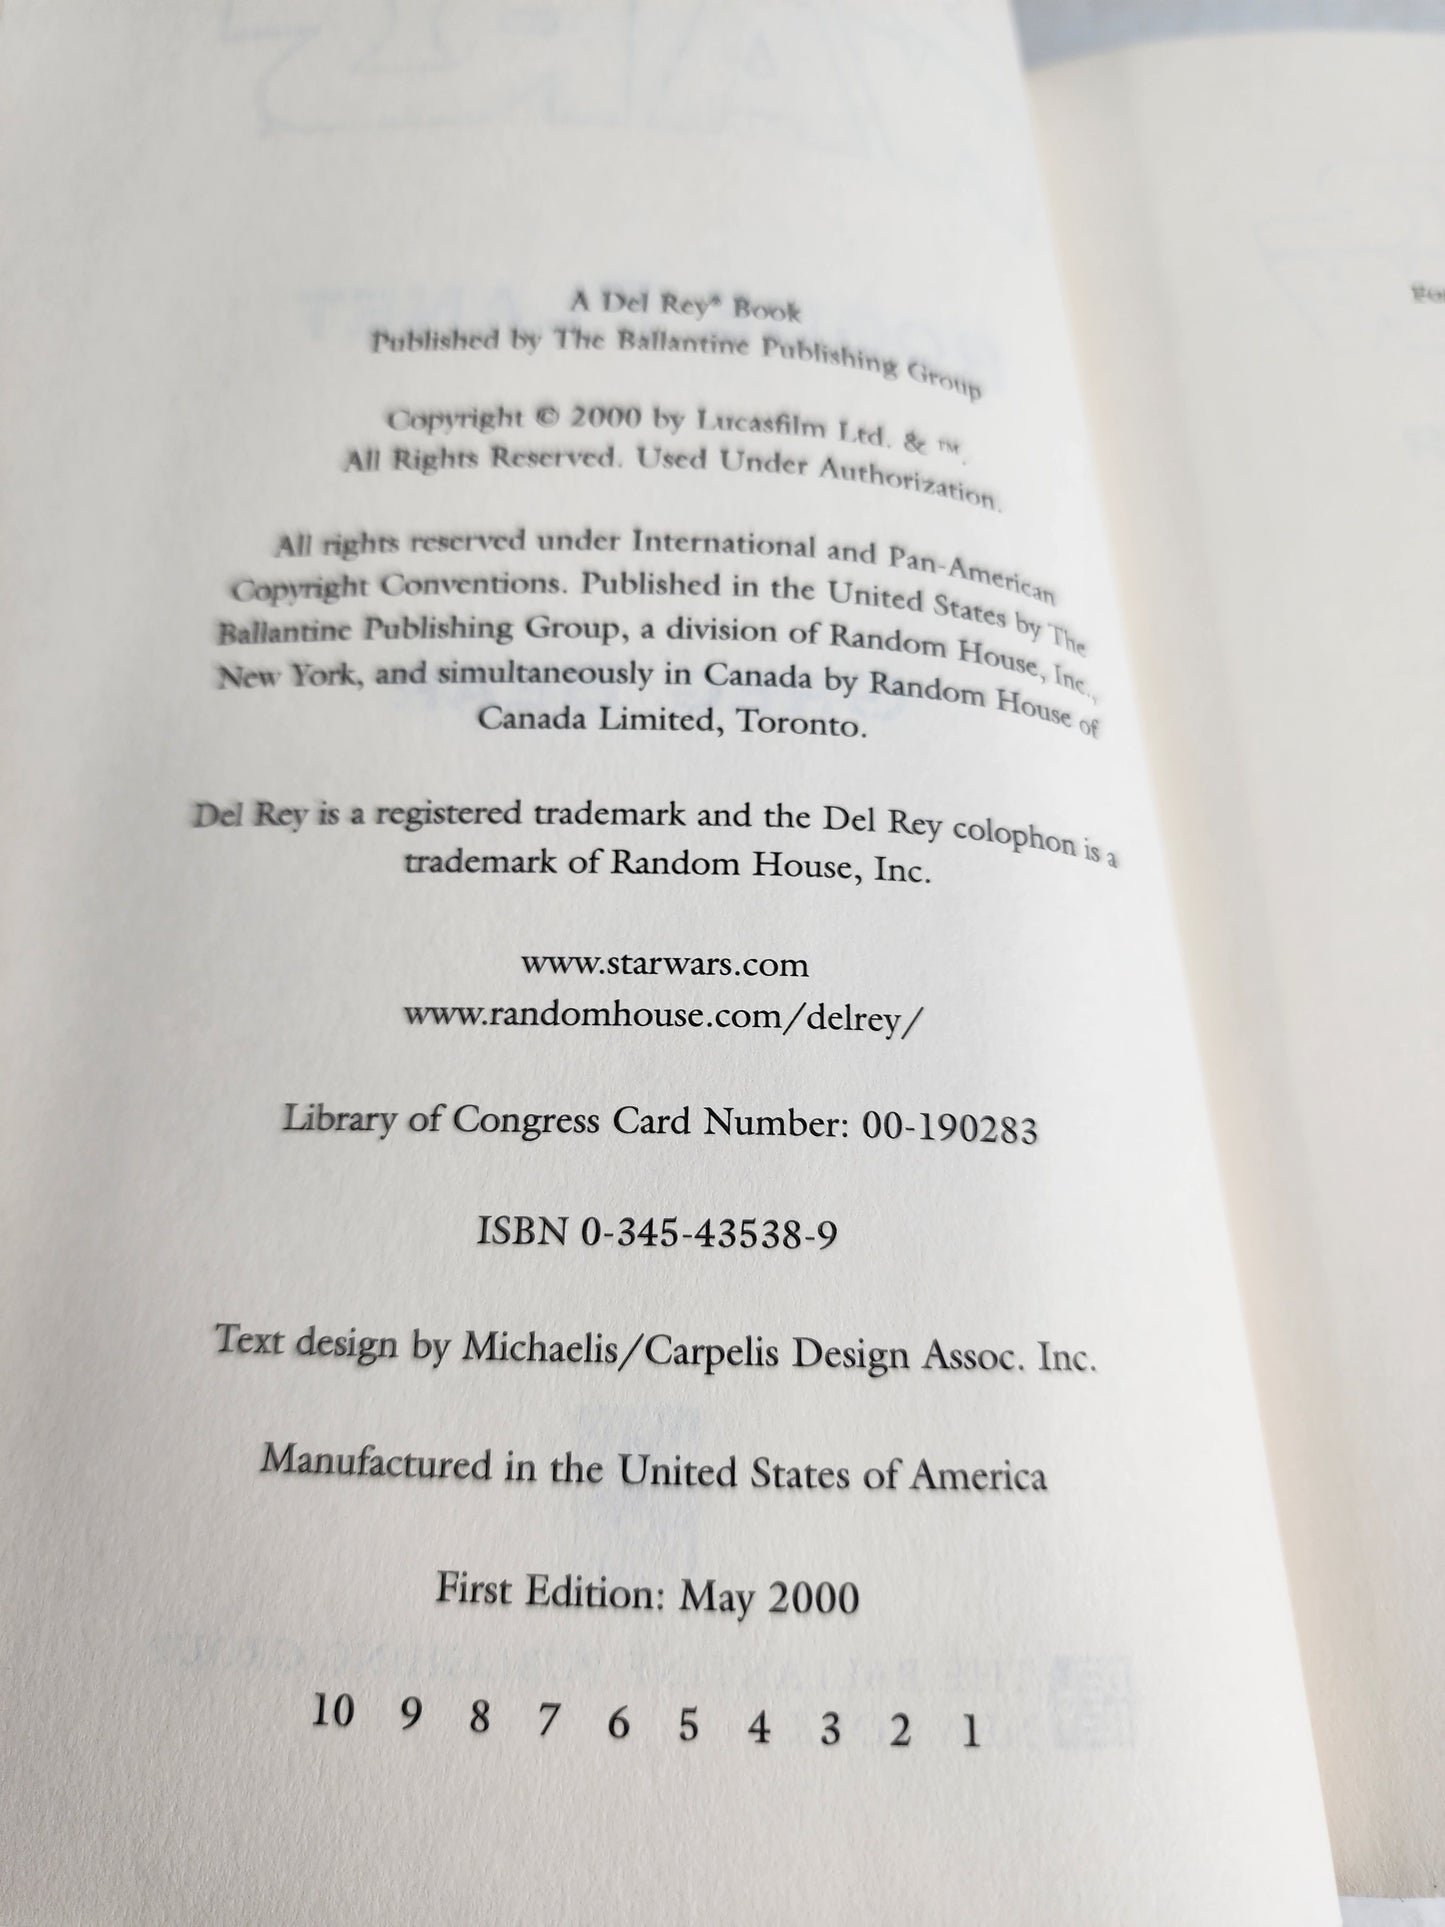 A Del Rey® Book
Published by The Ballantine Publishing Group
Copyright © 2000 by Lucasfilm Ltd. & ™.
All Rights Reserved. Used Under Authorization.
All rights reserved under International and Pan-American
Copyright Conventions. Published in the United States by The
Ballantine Publishing Group, a division of Random House, Inc.,
New York, and simultaneously in Canada by Random House of
Canada Limited, Toronto.
Del Rey is a registered trademark and the Del Rey colophon is a
trademark of Random House, Inc.
www.starwars.com
www.randomhouse.com/delrey/
Library of Congress Card Number: 00-190283
ISBN 0-345-43538-9
Text design by Michaelis/Carpelis Design Assoc. Inc.
Manufactured in the United States of America
First Edition: May 2000
10 9 8 7 6 5 4 3 2 1